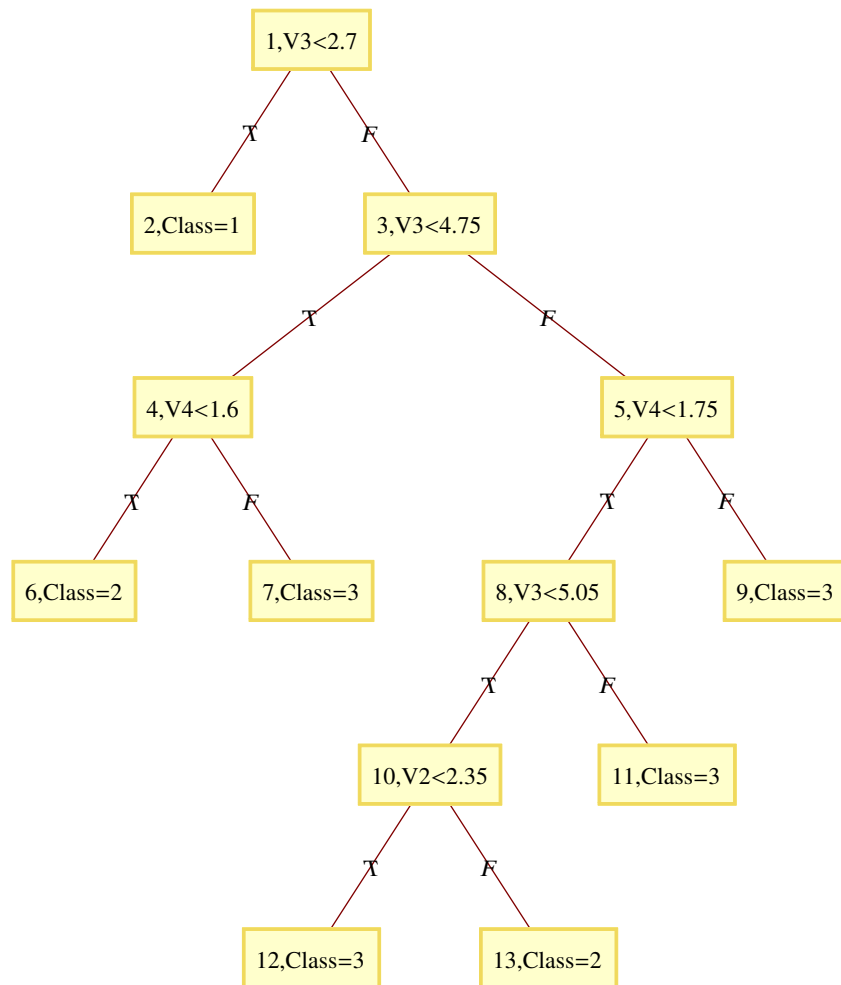 1,V3<2.7
T
F
2,Class=1
3,V3<4.75
T
F
4,V4<1.6
5,V4<1.75
T
F
T
F
6,Class=2
7,Class=3
8,V3<5.05
9,Class=3
T
F
10,V2<2.35
11,Class=3
T
F
12,Class=3
13,Class=2